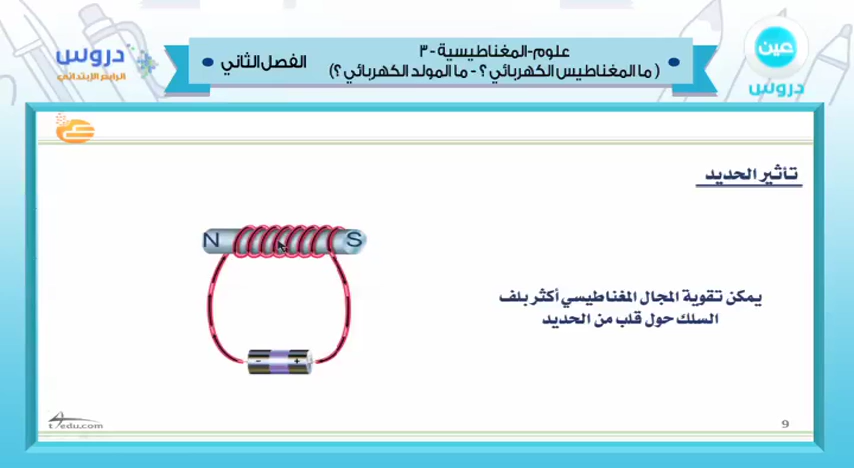 عين
دروس
علوم-المغناطيسية - ٣
( ما المغناطيس الكهربائي ؟ - ما المولد الكهربائي ؟)
الفصل الثاني
دروس
الرابع الإبتدائي
تأثير الحديد
N S
يمكن تقوية المجال المغناطيسي أكثر بلف
السلك حول قلب من الحديد
- +
t4edu.com
9